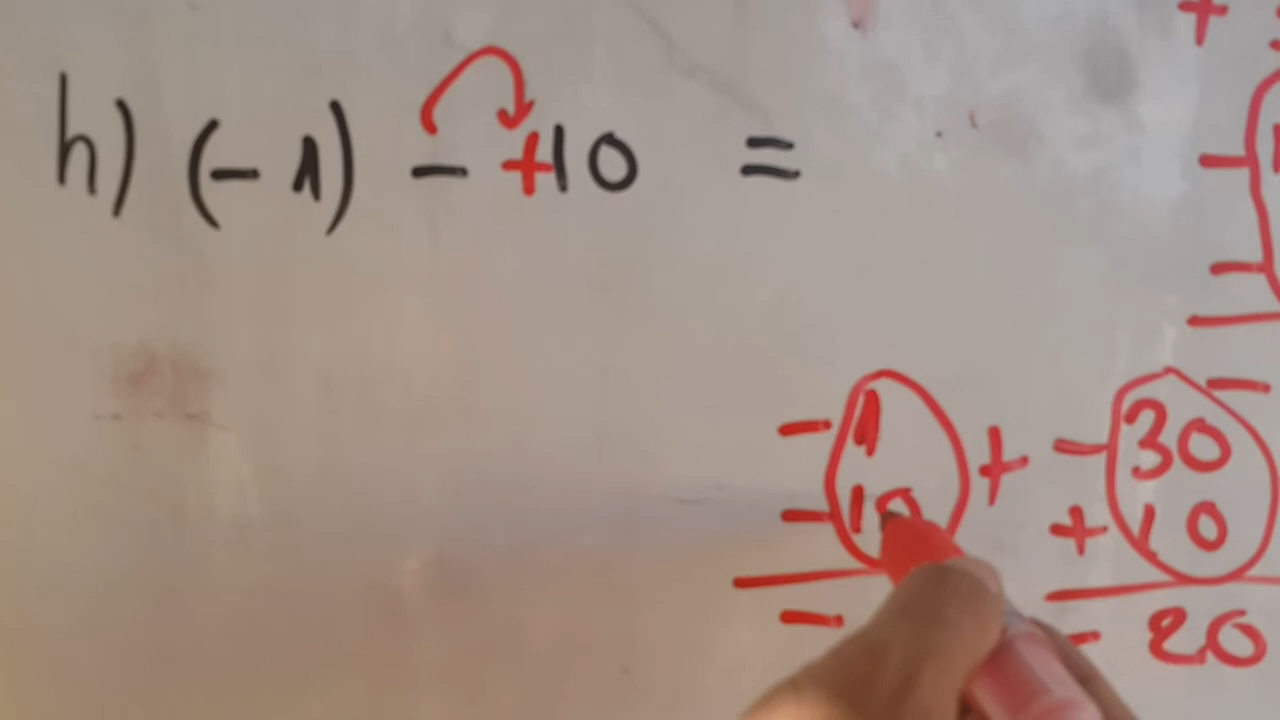 h) (- 1) - +10 =
- 1 + - 30
- 10 + 10
- - 20